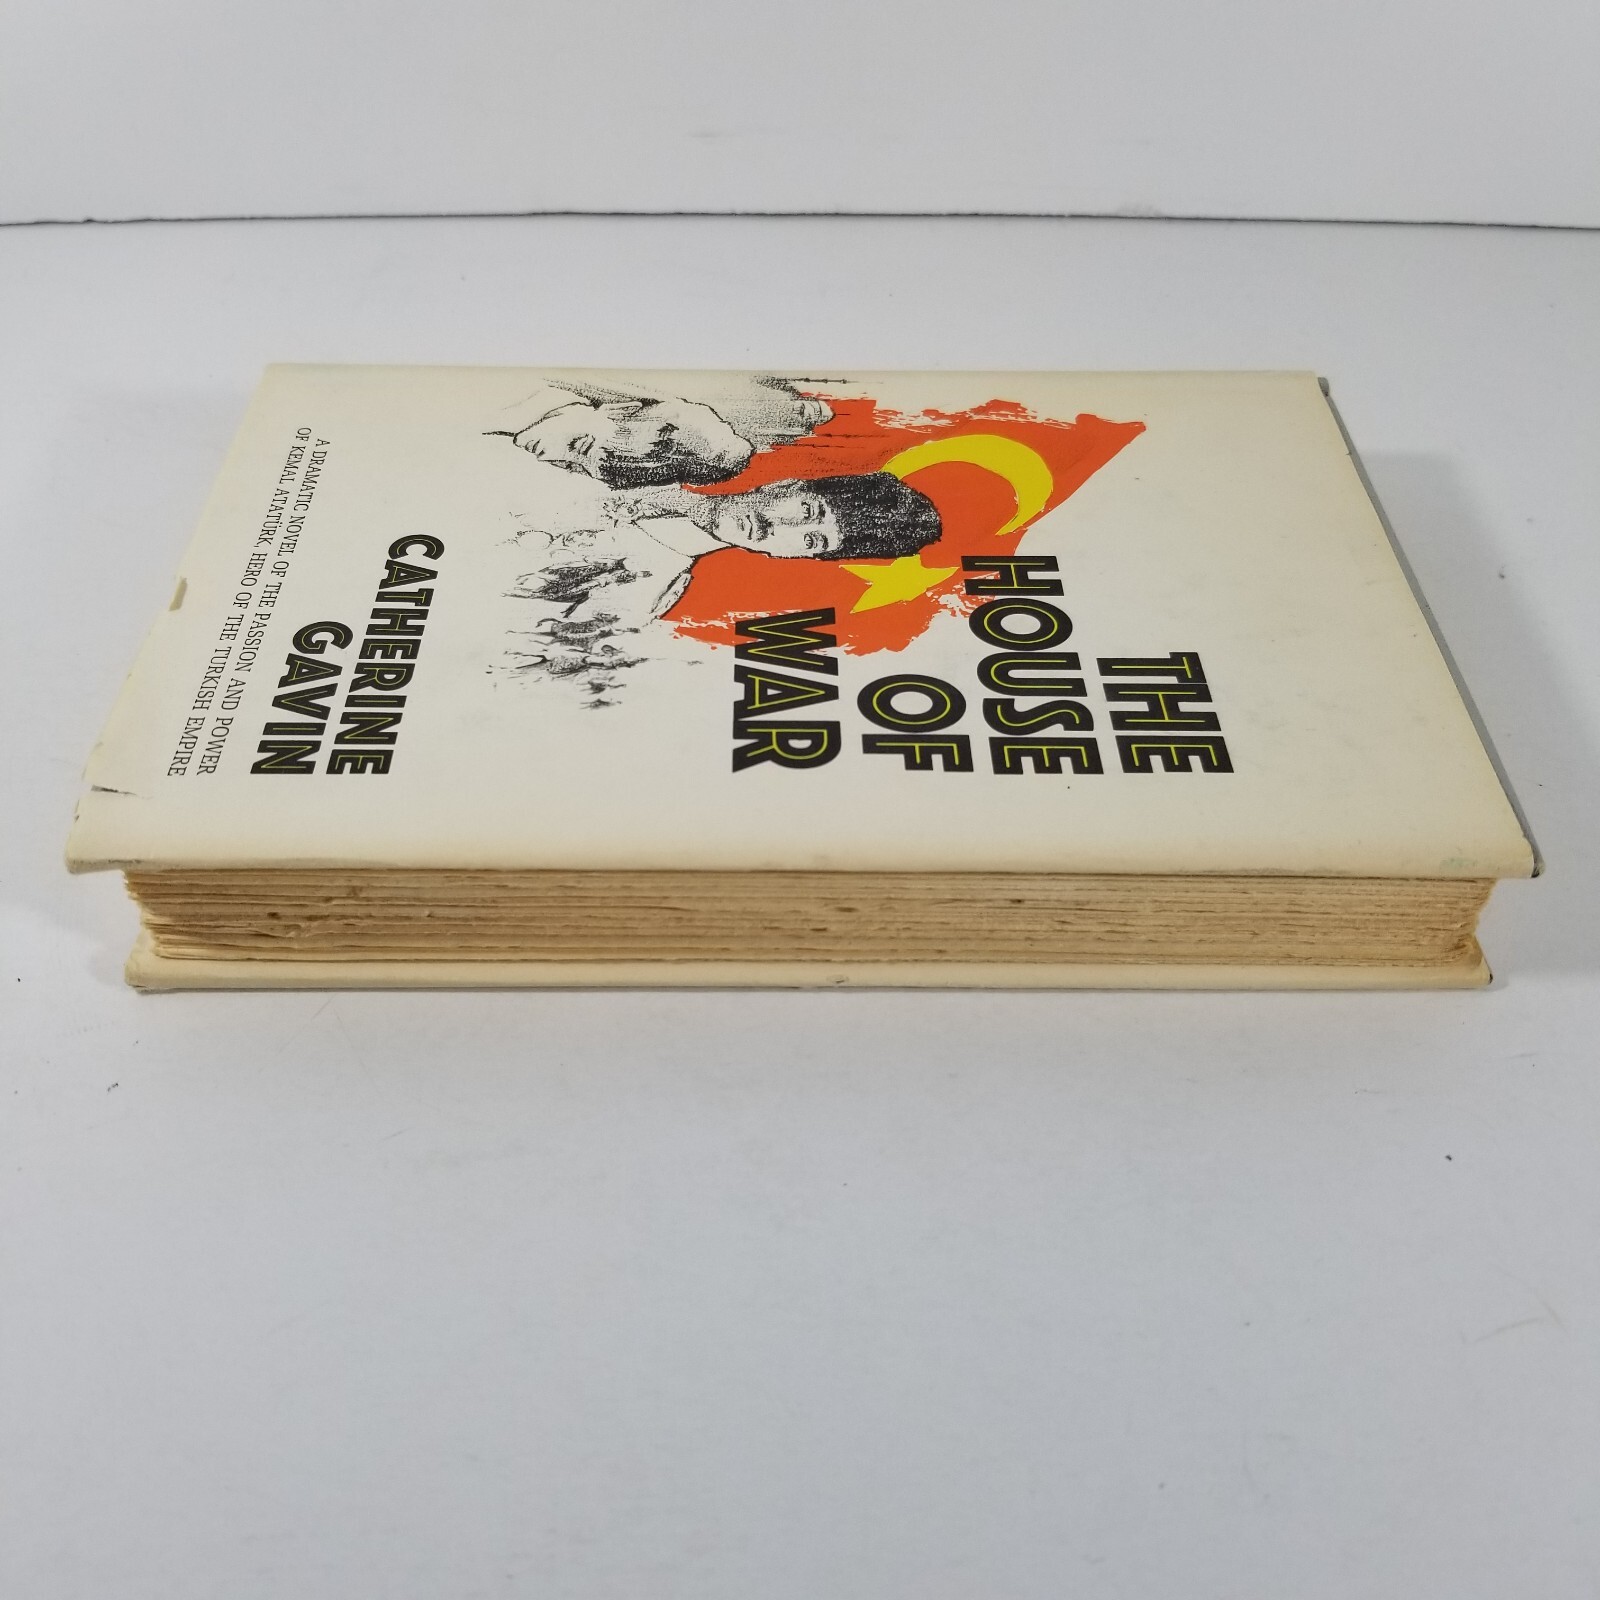 THE
HOUSE
OF
WAR
CATHERINE
GAVIN
A DRAMATIC NOVEL OF THE PASSION AND POWER
OF KEMAL ATATÜRK, HERO OF THE TURKISH EMPIRE